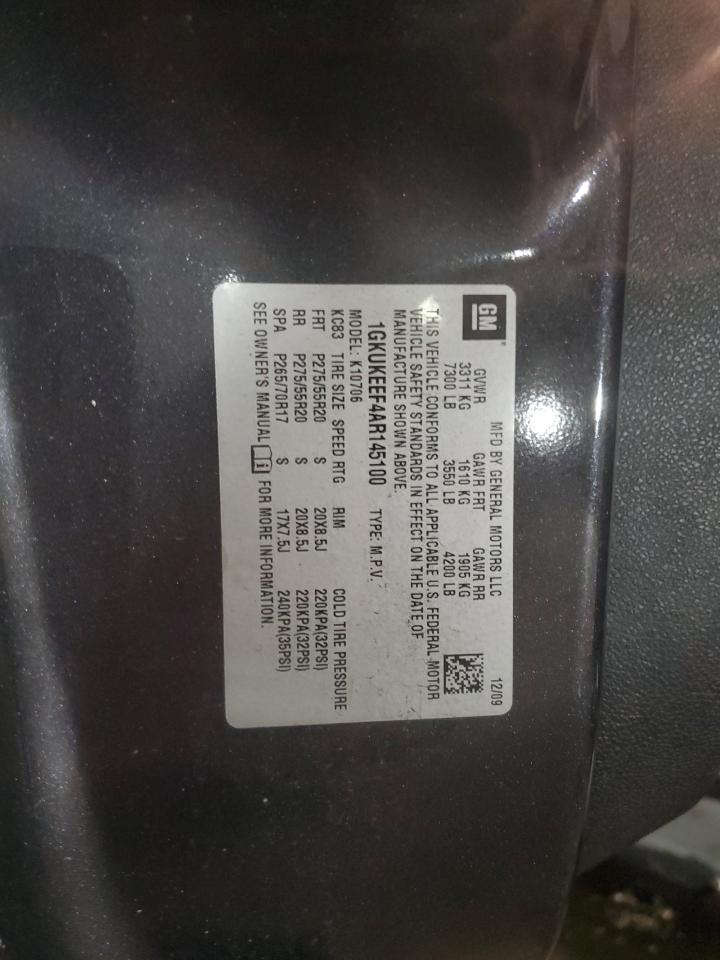 GM
MFD BY GENERAL MOTORS LLC 12/09
GVWR GAWR FRT GAWR RR
3311 KG 1610 KG 1905 KG
7300 LB 3550 LB 4200 LB
THIS VEHICLE CONFORMS TO ALL APPLICABLE U.S. FEDERAL MOTOR
VEHICLE SAFETY STANDARDS IN EFFECT ON THE DATE OF
MANUFACTURE SHOWN ABOVE.
1GKUKEEF4AR145100 TYPE: M.P.V.
MODEL: K10706
KC83 TIRE SIZE SPEED RTG RIM COLD TIRE PRESSURE
FRT P275/55R20 S 20X8.5J 220KPA(32PSI)
RR P275/55R20 S 20X8.5J 220KPA(32PSI)
SPA P265/70R17 S 17X7.5J 240KPA(35PSI)
SEE OWNER'S MANUAL FOR MORE INFORMATION.